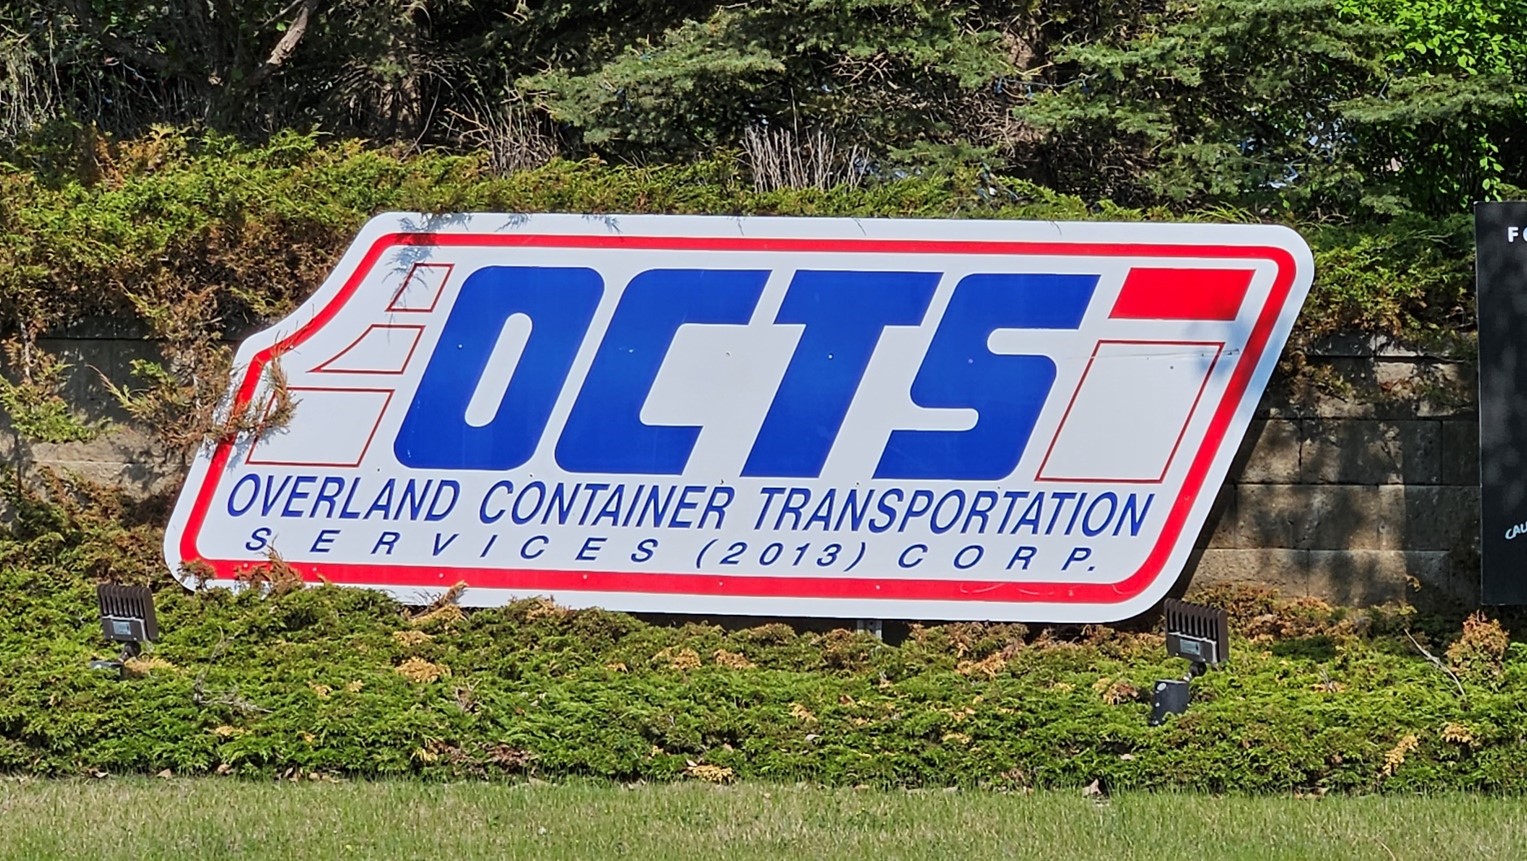 OCTS
OVERLAND CONTAINER TRANSPORTATION
SERVICES (2013) CORP.